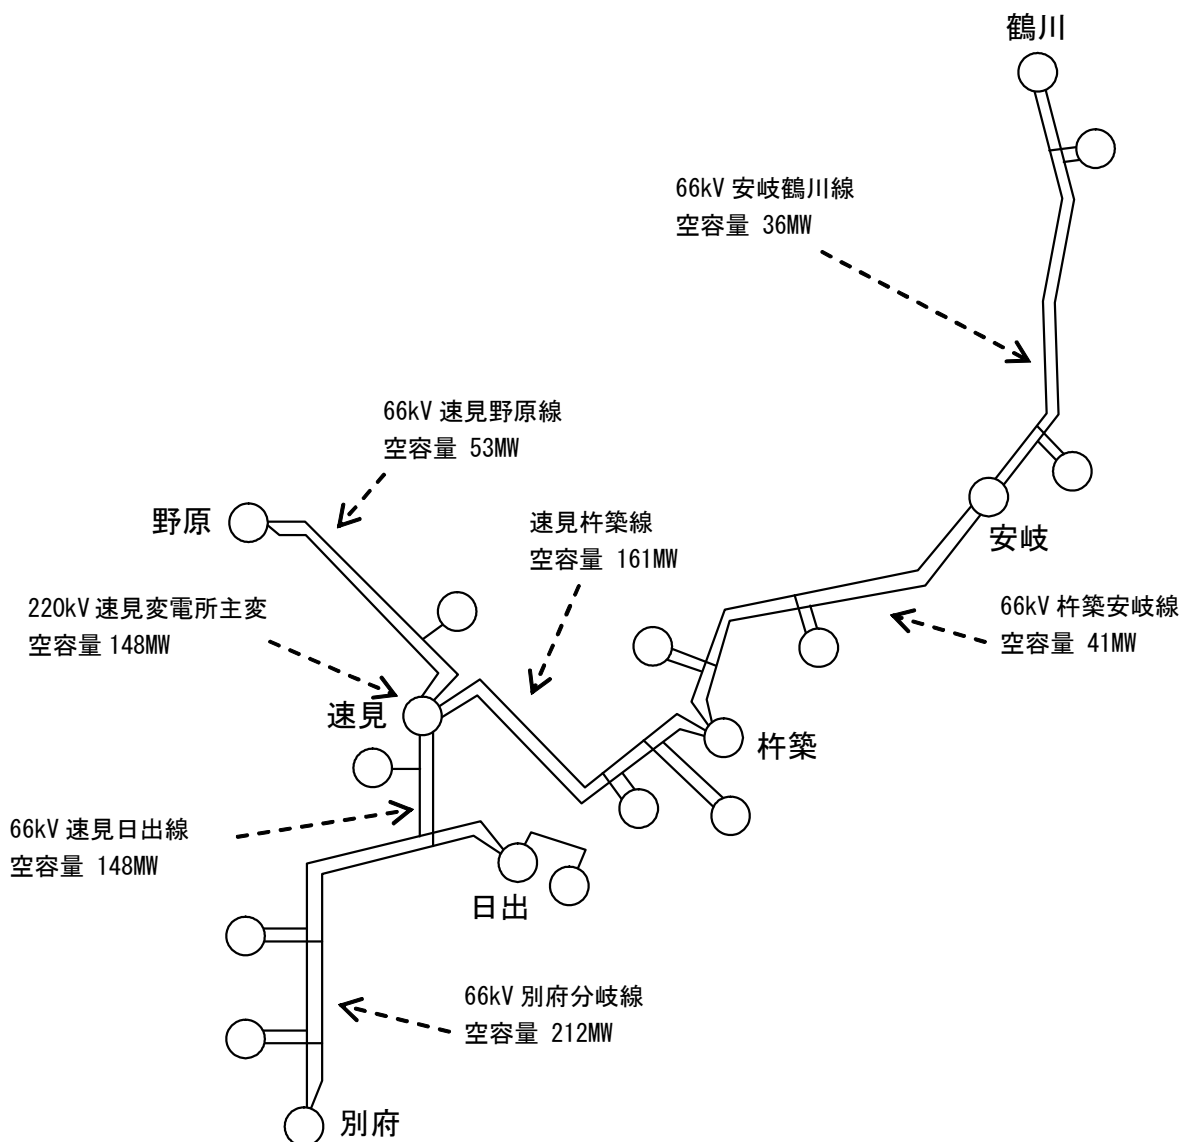 鶴川
66kV 安岐鶴川線
空容量 36MW
66kV 速見野原線
空容量 53MW
野原
速見杵築線
空容量 161MW
安岐
220kV 速見変電所主変
空容量 148MW
66kV 杵築安岐線
空容量 41MW
速見
杵築
66kV 速見日出線
空容量 148MW
日出
66kV 別府分岐線
空容量 212MW
別府